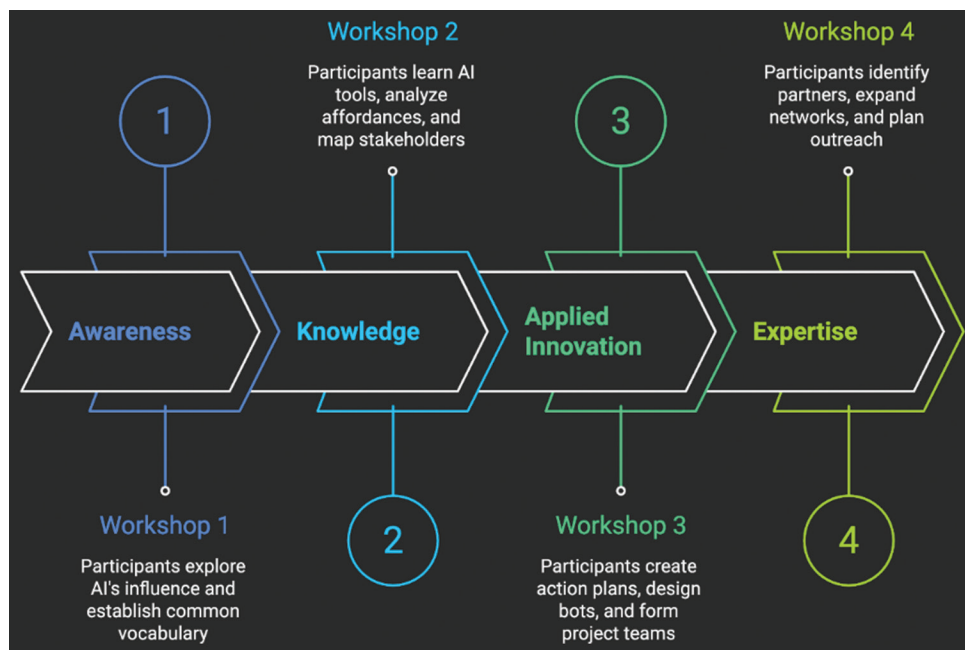 Workshop 2
Participants learn AI
tools, analyze
affordances, and
map stakeholders
Workshop 4
Participants identify
partners, expand
networks, and plan
outreach
1
3
Awareness
Knowledge
Applied
Innovation
Expertise
Workshop 1
Participants explore
AI's influence and
establish common
vocabulary
2
Workshop 3
Participants create
action plans, design
bots, and form
project teams
4